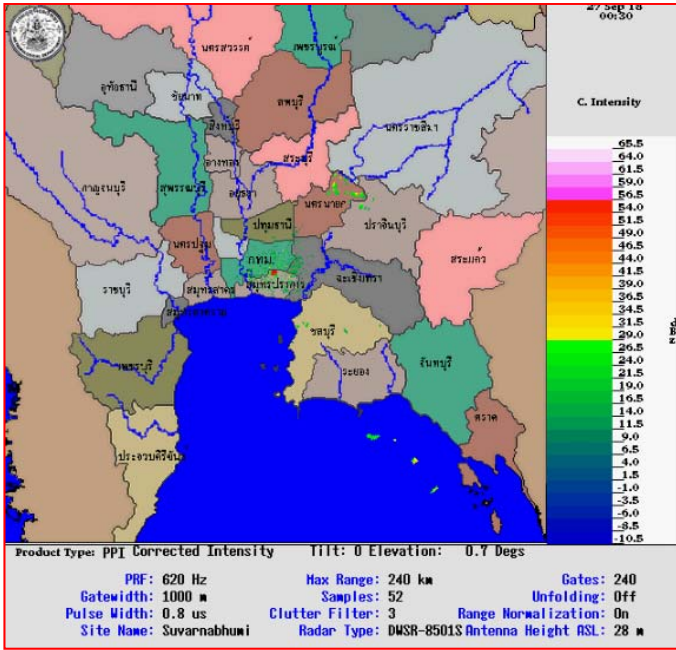 27 Sep 18
00:30
C. Intensity
นครสวรรค์
เพชรบูรณ์
อุทัยธานี
ชัยนาท
ลพบุรี
สิงหบุรี
นครราชสีมา
อ่างทอง
สระบุรี
กาญจนบุรี
สุพรรณบุรี
อยุธยา
นครนายก
ปราจีนบุรี
ปทุมธานี
นครปฐม
กทม.
สระแก้ว
ฉะเชิงเทรา
ราชบุรี
สมุทรสาคร
สมุทรปราการ
ชลบุรี
เพชรบุรี
ระยอง
จันทบุรี
ตราด
ประจวบคีรีขันธ์
65.5
64.0
61.5
59.0
56.5
54.0
51.5
49.0
46.5
44.0
41.5
39.0
36.5
34.0
31.5
29.0
26.5
24.0
21.5
19.0
16.5
14.0
11.5
9.0
6.5
4.0
1.5
-1.0
-3.5
-6.0
-8.5
-10.5
Product Type: PPI Corrected Intensity Tilt: 0 Elevation: 0.7 Degs
PRF: 620 Hz Max Range: 240 km Gates: 240
Gatewidth: 1000 m Samples: 52 Unfolding: Off
Pulse Width: 0.8 us Clutter Filter: 3 Range Normalization: On
Site Name: Suvarnabhumi Radar Type: DWSR-8501S Antenna Height ASL: 28 m